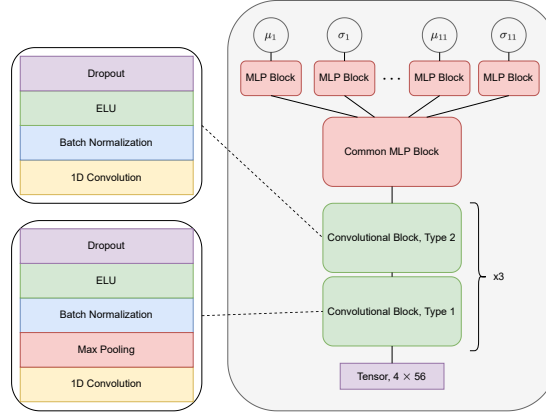 Dropout
ELU
Batch Normalization
1D Convolution
Dropout
ELU
Batch Normalization
Max Pooling
1D Convolution
μ₁ σ₁ μ₁₁ σ₁₁
MLP Block MLP Block ... MLP Block MLP Block
Common MLP Block
Convolutional Block, Type 2
x3
Convolutional Block, Type 1
Tensor, 4 × 56